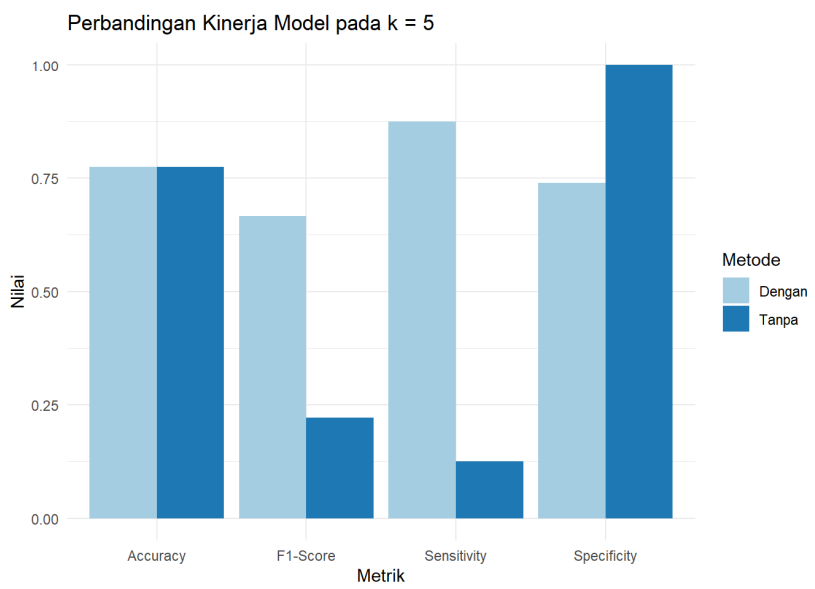 Perbandingan Kinerja Model pada k = 5
1.00
0.75
0.50
0.25
0.00
Nilai
Accuracy
F1-Score
Sensitivity
Specificity
Metrik
Metode
Dengan
Tanpa